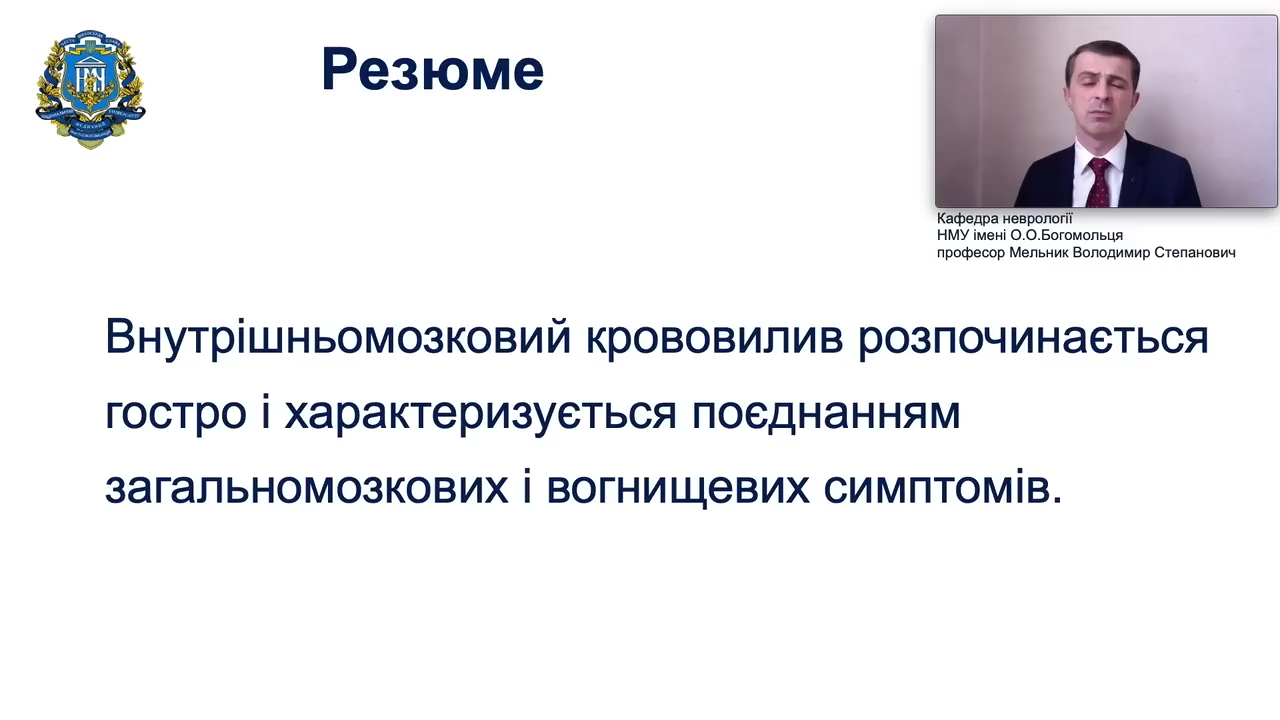 Резюме
Кафедра неврології
НМУ імені О.О.Богомольця
професор Мельник Володимир Степанович
Внутрішньомозковий крововилив розпочинається
гостро і характеризується поєднанням
загальномозкових і вогнищевих симптомів.